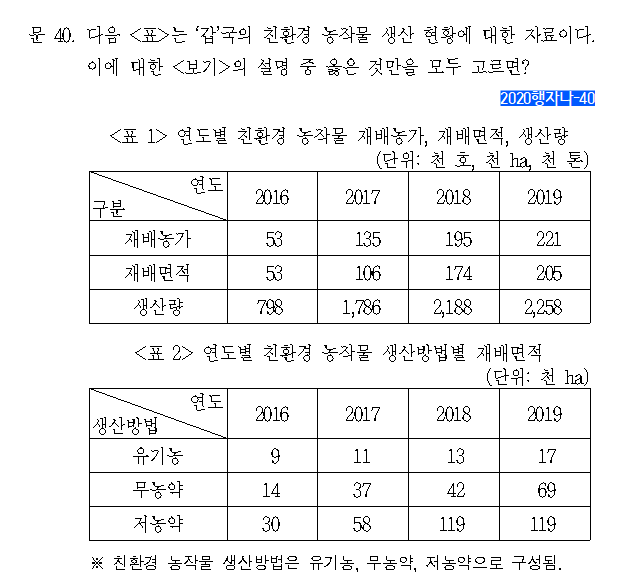 문 40. 다음 <표>는 ‘갑’국의 친환경 농작물 생산 현황에 대한 자료이다.
이에 대한 <보기>의 설명 중 옳은 것만을 모두 고르면?
2020행자나-40
<표 1> 연도별 친환경 농작물 재배농가, 재배면적, 생산량
(단위: 천 호, 천 ha, 천 톤)
구분 연도 2016 2017 2018 2019
재배농가 53 135 195 221
재배면적 53 106 174 205
생산량 798 1,786 2,188 2,258
<표 2> 연도별 친환경 농작물 생산방법별 재배면적
(단위: 천 ha)
생산방법 연도 2016 2017 2018 2019
유기농 9 11 13 17
무농약 14 37 42 69
저농약 30 58 119 119
※ 친환경 농작물 생산방법은 유기농, 무농약, 저농약으로 구성됨.